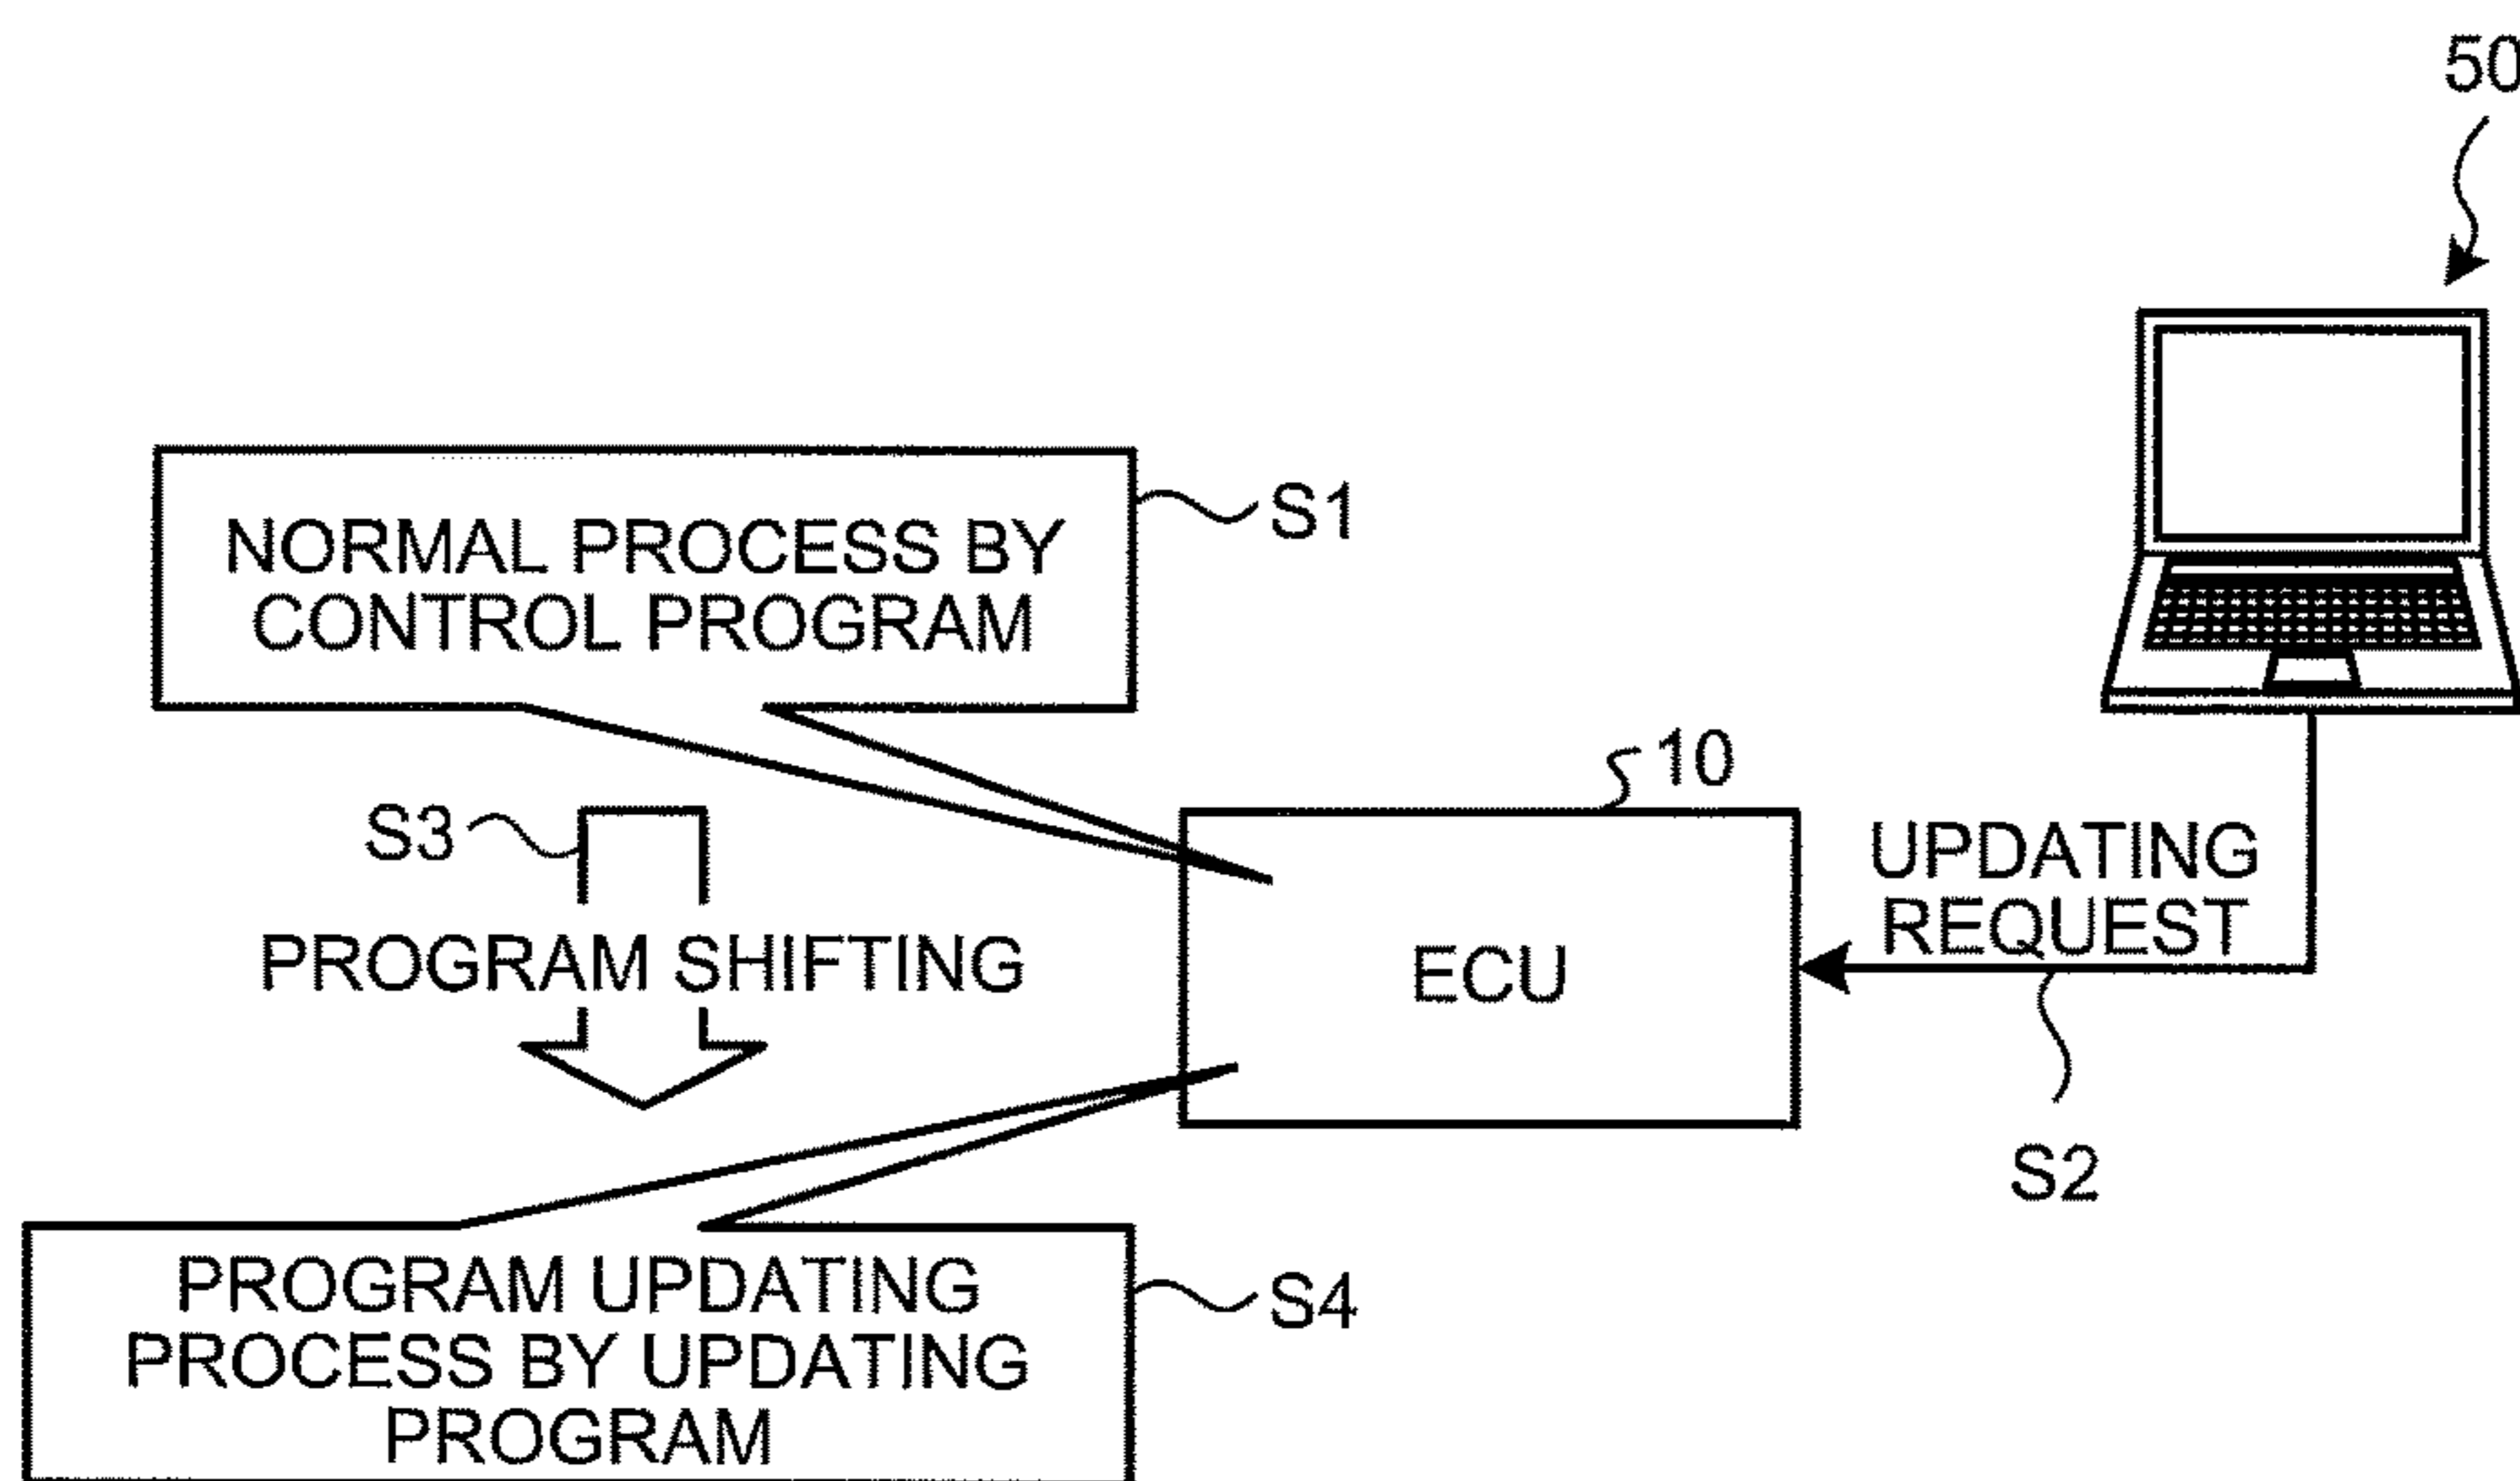 50
NORMAL PROCESS BY
CONTROL PROGRAM
S1
10
S3
UPDATING
REQUEST
PROGRAM SHIFTING
ECU
S2
PROGRAM UPDATING
PROCESS BY UPDATING
PROGRAM
S4